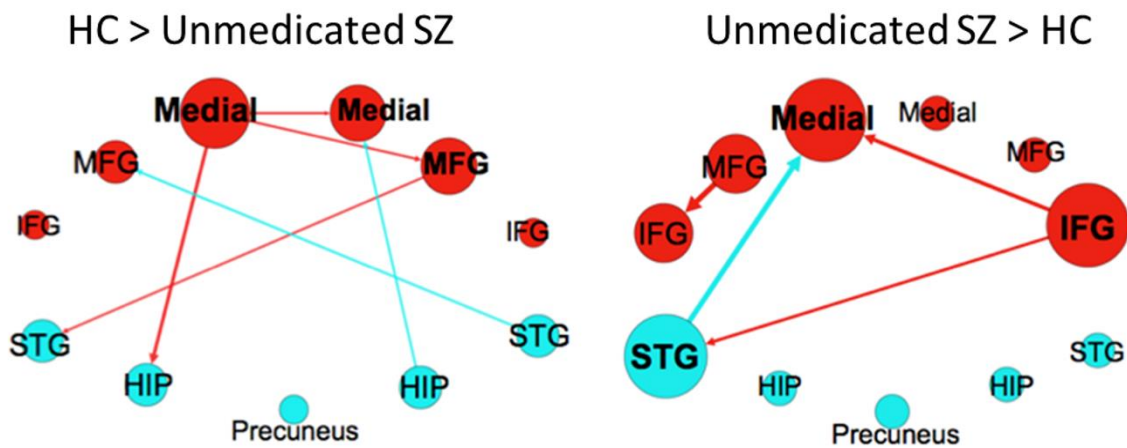 HC > Unmedicated SZ
Medial
Medial
MFG
MFG
IFG
IFG
STG
STG
HIP
HIP
Precuneus
Unmedicated SZ > HC
Medial
Medial
MFG
MFG
IFG
IFG
STG
STG
HIP
HIP
Precuneus